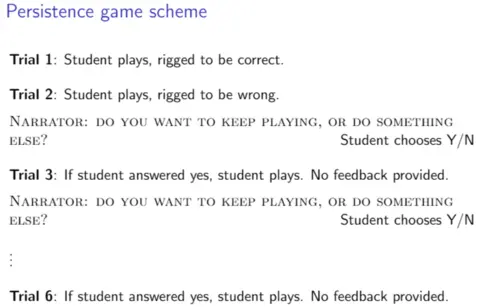 Persistence game scheme
Trial 1: Student plays, rigged to be correct.
Trial 2: Student plays, rigged to be wrong.
Narrator: do you want to keep playing, or do something
else? Student chooses Y/N
Trial 3: If student answered yes, student plays. No feedback provided.
Narrator: do you want to keep playing, or do something
else? Student chooses Y/N
⋮
Trial 6: If student answered yes, student plays. No feedback provided.